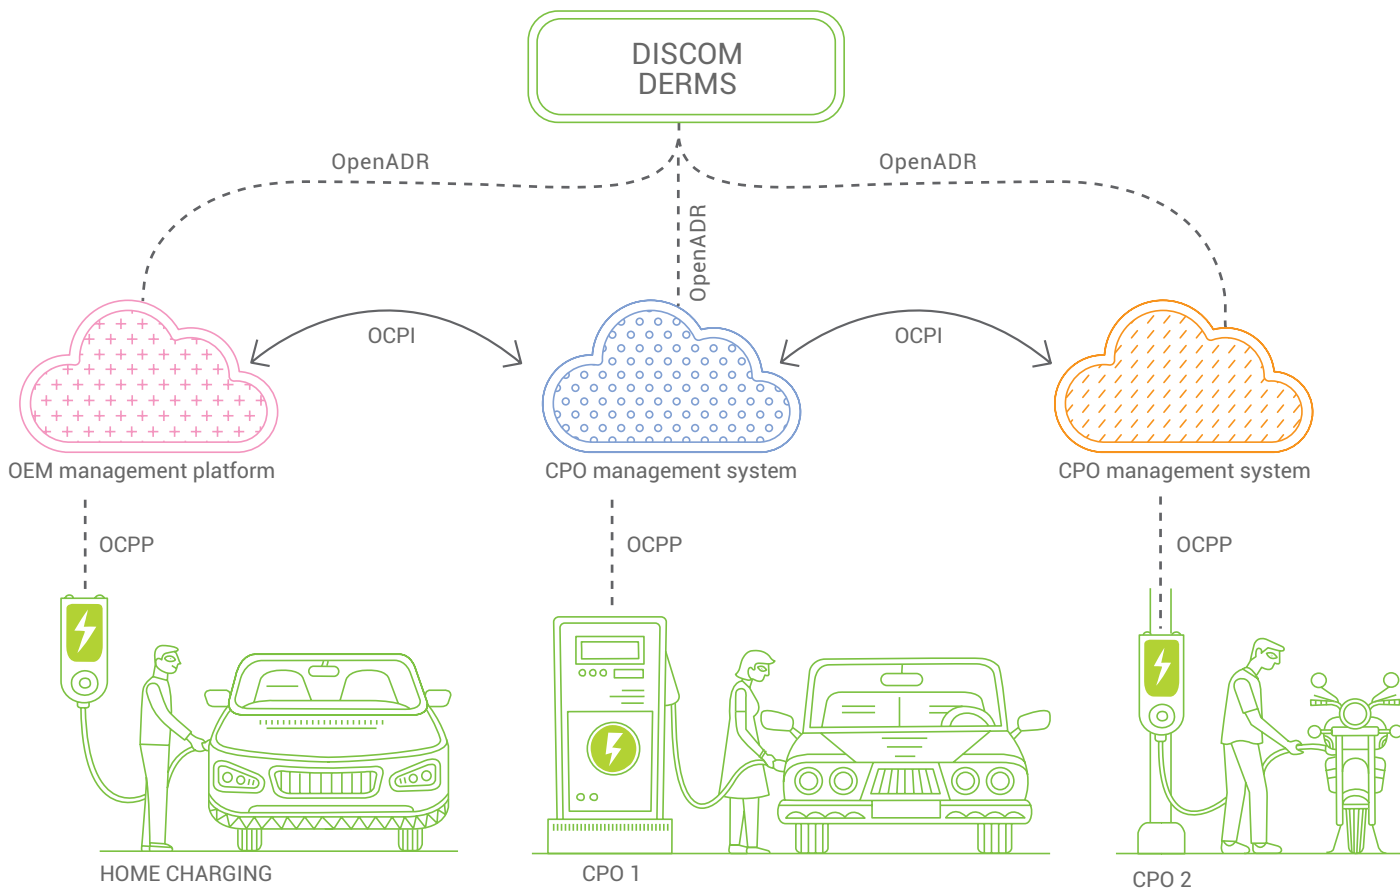 DISCOM
DERMS
OpenADR
OpenADR
OpenADR
OCPI
OCPI
OEM management platform
CPO management system
CPO management system
OCPP
OCPP
OCPP
HOME CHARGING
CPO 1
CPO 2